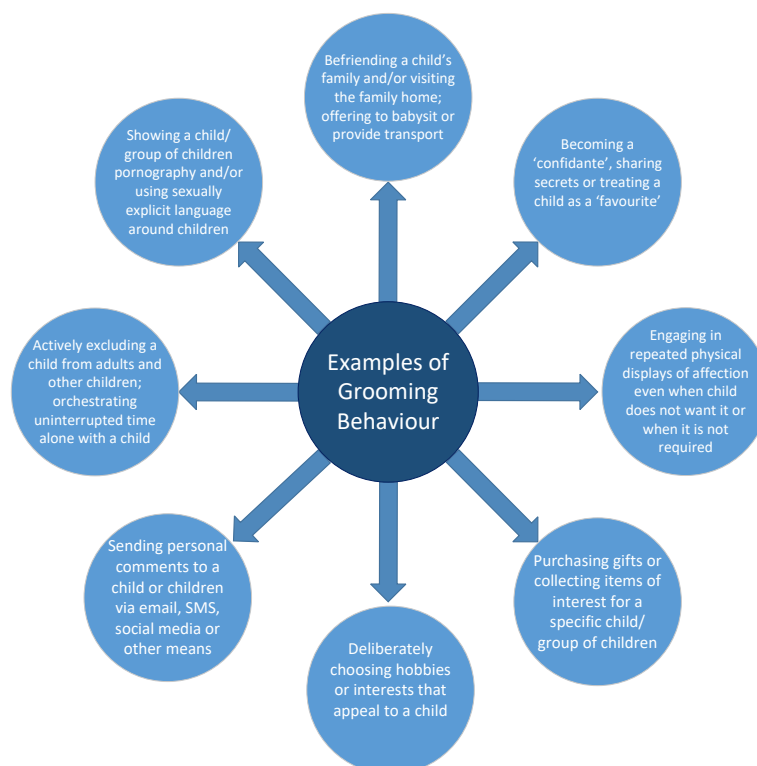 Befriending a child's
family and/or visiting
the family home;
offering to babysit or
provide transport
Becoming a
'confidante', sharing
secrets or treating a
child as a 'favourite'
Engaging in
repeated physical
displays of affection
even when child
does not want it or
when it is not
required
Purchasing gifts or
collecting items of
interest for a
specific child/
group of children
Deliberately
choosing hobbies
or interests that
appeal to a child
Sending personal
comments to a
child or children
via email, SMS,
social media or
other means
Actively excluding a
child from adults and
other children;
orchestrating
uninterrupted time
alone with a child
Showing a child/
group of children
pornography and/or
using sexually
explicit language
around children
Examples of
Grooming
Behaviour